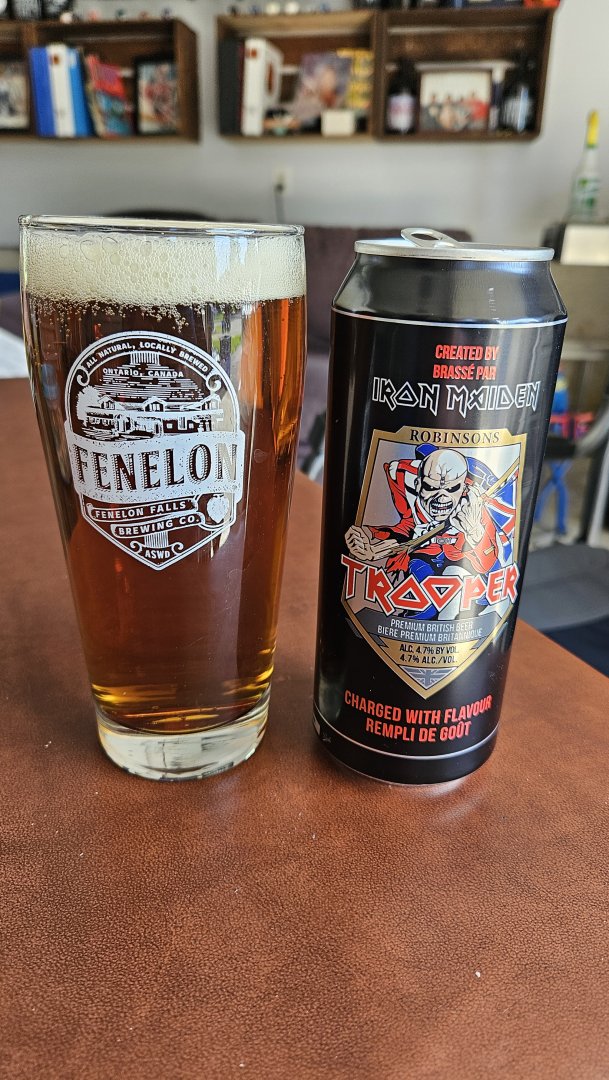 ALL NATURAL, LOCALLY BREWED
ONTARIO, CANADA
FENELON
FENELON FALLS
BREWING CO.
ASWD
CREATED BY
BRASSÉ PAR
IRON MAIDEN
ROBINSONS
TROOPER
PREMIUM BRITISH BEER
BIÈRE PREMIUM BRITANNIQUE
ALC. 4.7% BY VOL.
4.7% ALC./VOL.
CHARGED WITH FLAVOUR
REMPLI DE GOÛT